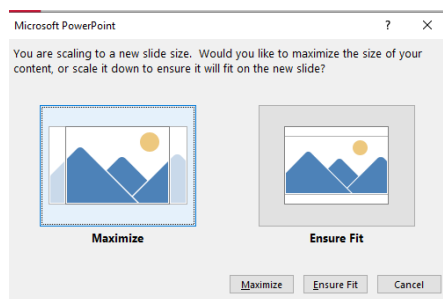 Microsoft PowerPoint
You are scaling to a new slide size. Would you like to maximize the size of your
content, or scale it down to ensure it will fit on the new slide?
Maximize Ensure Fit
Maximize Ensure Fit Cancel